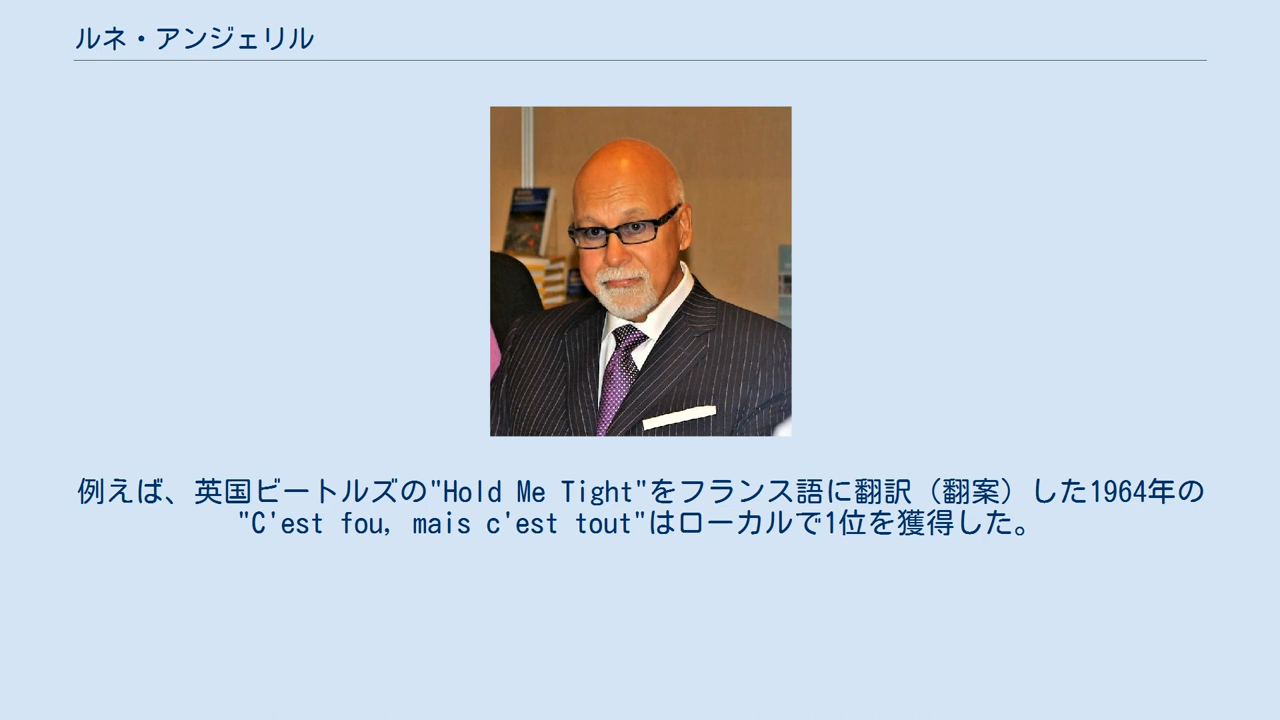 ルネ・アンジェリル
例えば、英国ビートルズの"Hold Me Tight"をフランス語に翻訳（翻案）した1964年の
"C'est fou, mais c'est tout"はローカルで1位を獲得した。